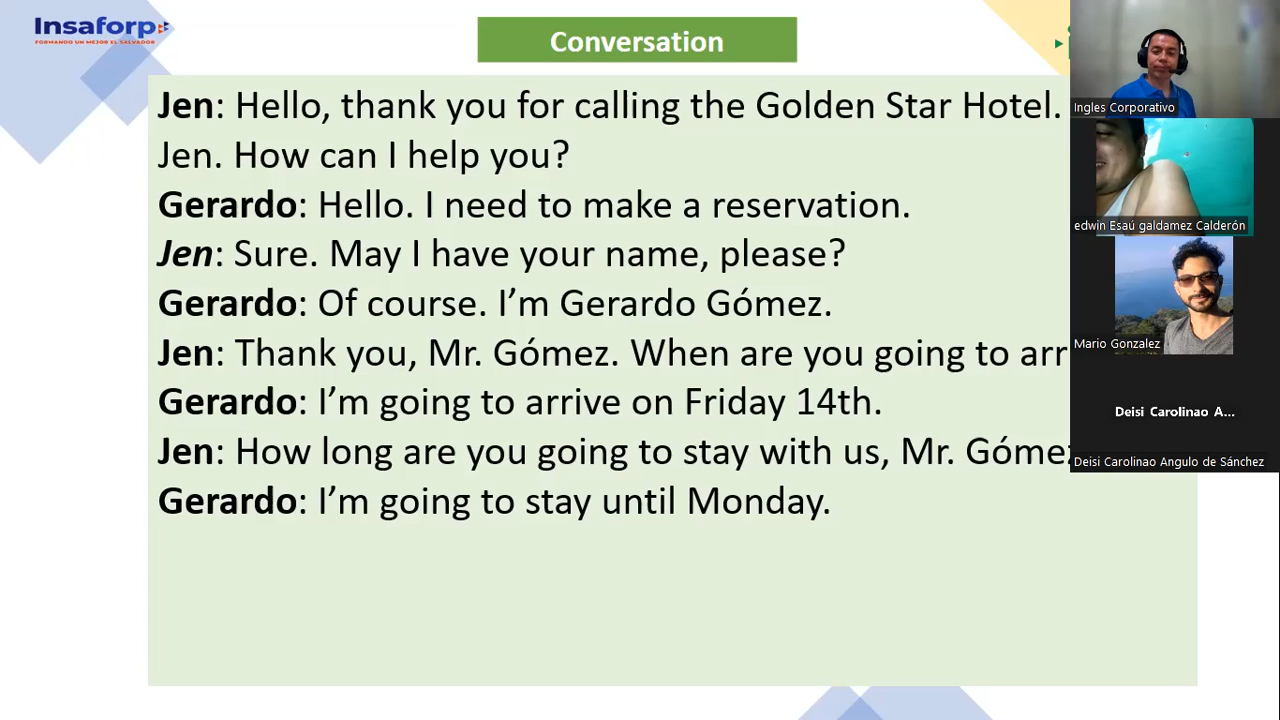 Insaforp
FORMANDO UN MEJOR EL SALVADOR
Conversation
Jen: Hello, thank you for calling the Golden Star Hotel.
Jen. How can I help you?
Gerardo: Hello. I need to make a reservation.
Jen: Sure. May I have your name, please?
Gerardo: Of course. I’m Gerardo Gómez.
Jen: Thank you, Mr. Gómez. When are you going to arr
Gerardo: I’m going to arrive on Friday 14th.
Jen: How long are you going to stay with us, Mr. Gómez
Gerardo: I’m going to stay until Monday.
Ingles Corporativo
edwin Esaú galdamez Calderón
Mario Gonzalez
Deisi Carolinao A...
Deisi Carolinao Angulo de Sánchez